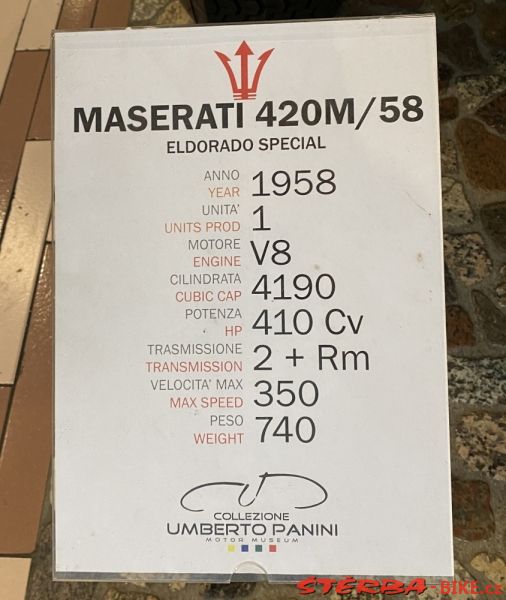 MASERATI 420M/58
ELDORADO SPECIAL
ANNO
YEAR 1958
UNITA'
UNITS PROD 1
MOTORE
ENGINE V8
CILINDRATA
CUBIC CAP 4190
POTENZA
HP 410 Cv
TRASMISSIONE
TRANSMISSION 2 + Rm
VELOCITA' MAX
MAX SPEED 350
PESO
WEIGHT 740
COLLEZIONE
UMBERTO PANINI
MOTOR MUSEUM
STERBA-BIKE.cz